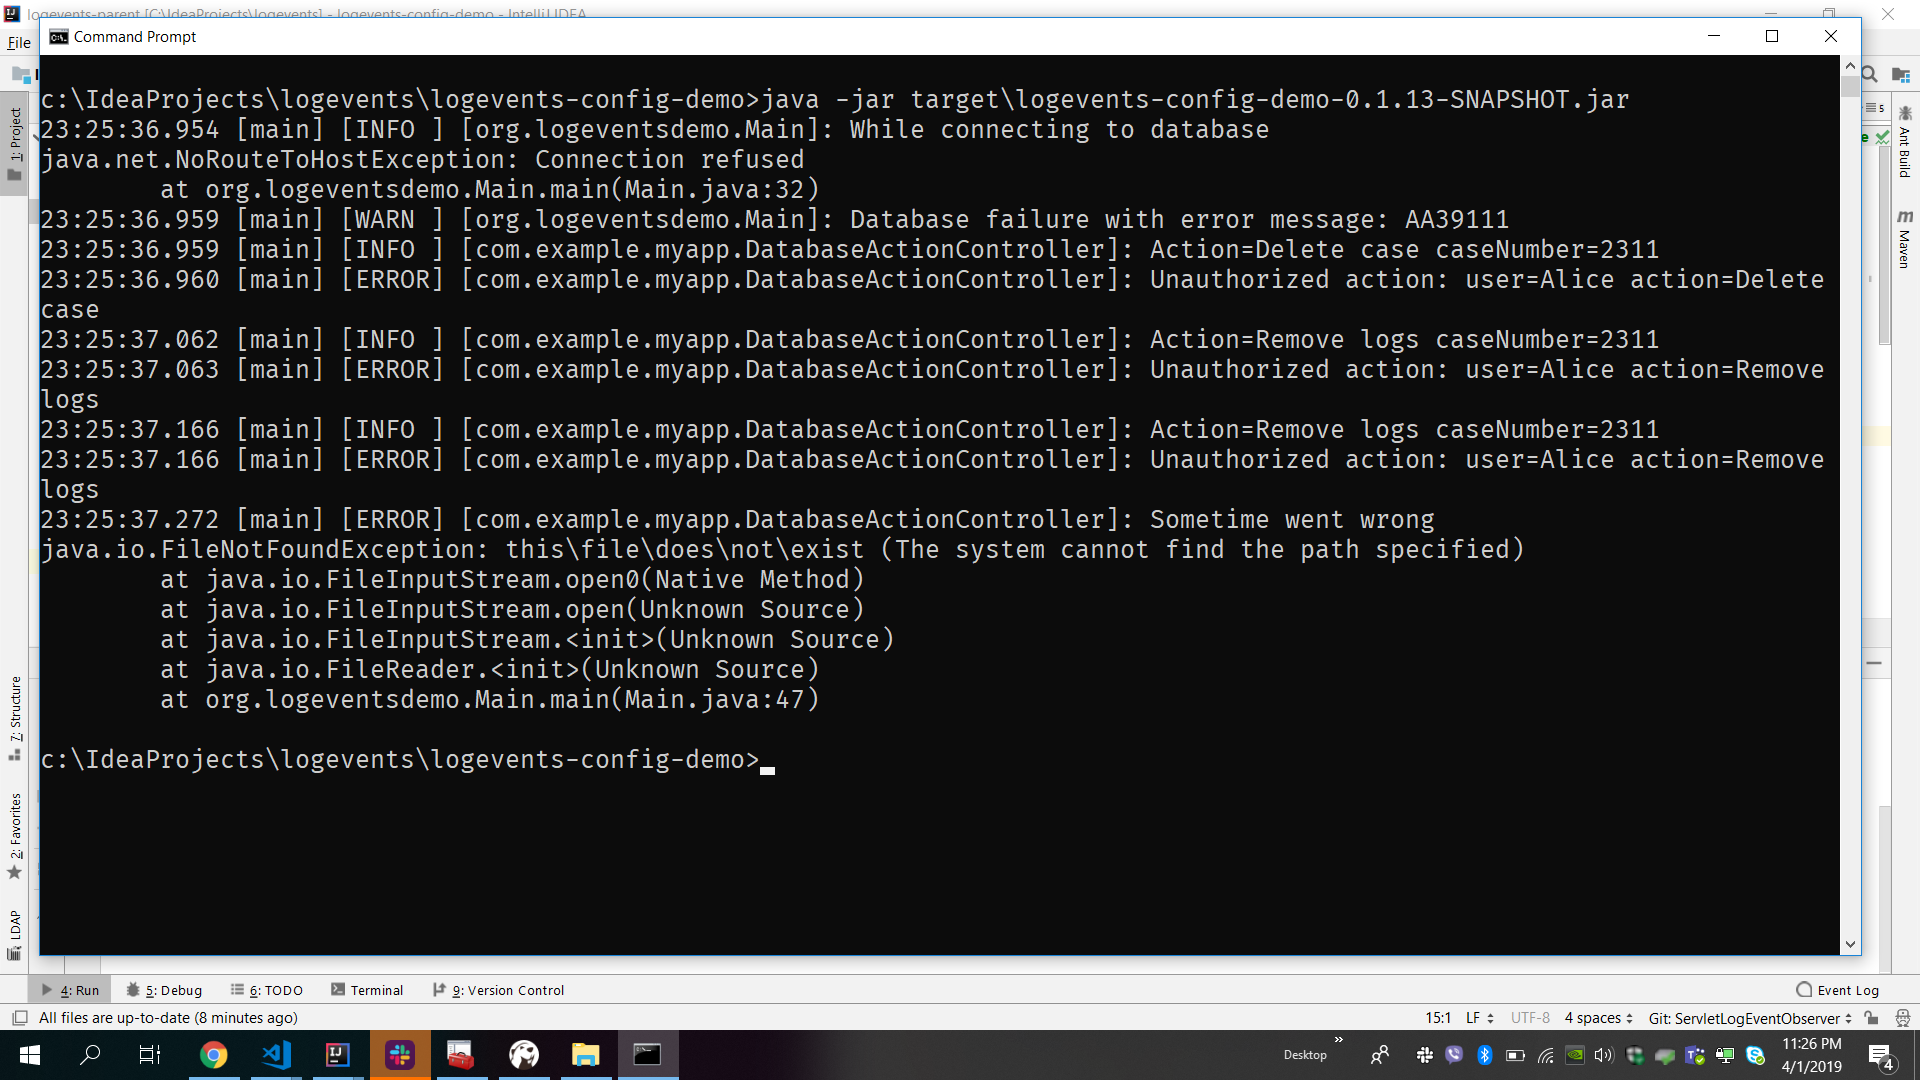 logevents-parent [C:\IdeaProjects\logevents] - logevents-config-demo - IntelliJ IDEA
Command Prompt
File
c:\IdeaProjects\logevents\logevents-config-demo>java -jar target\logevents-config-demo-0.1.13-SNAPSHOT.jar
23:25:36.954 [main] [INFO ] [org.logeventsdemo.Main]: While connecting to database
java.net.NoRouteToHostException: Connection refused
        at org.logeventsdemo.Main.main(Main.java:32)
23:25:36.959 [main] [WARN ] [org.logeventsdemo.Main]: Database failure with error message: AA39111
23:25:36.959 [main] [INFO ] [com.example.myapp.DatabaseActionController]: Action=Delete case caseNumber=2311
23:25:36.960 [main] [ERROR] [com.example.myapp.DatabaseActionController]: Unauthorized action: user=Alice action=Delete
case
23:25:37.062 [main] [INFO ] [com.example.myapp.DatabaseActionController]: Action=Remove logs caseNumber=2311
23:25:37.063 [main] [ERROR] [com.example.myapp.DatabaseActionController]: Unauthorized action: user=Alice action=Remove
logs
23:25:37.166 [main] [INFO ] [com.example.myapp.DatabaseActionController]: Action=Remove logs caseNumber=2311
23:25:37.166 [main] [ERROR] [com.example.myapp.DatabaseActionController]: Unauthorized action: user=Alice action=Remove
logs
23:25:37.272 [main] [ERROR] [com.example.myapp.DatabaseActionController]: Sometime went wrong
java.io.FileNotFoundException: this\file\does\not\exist (The system cannot find the path specified)
        at java.io.FileInputStream.open0(Native Method)
        at java.io.FileInputStream.open(Unknown Source)
        at java.io.FileInputStream.<init>(Unknown Source)
        at java.io.FileReader.<init>(Unknown Source)
        at org.logeventsdemo.Main.main(Main.java:47)
c:\IdeaProjects\logevents\logevents-config-demo>
1: Project
7: Structure
2: Favorites
LDAP
5
Ant Build
Maven
4: Run 5: Debug 6: TODO Terminal 9: Version Control Event Log
All files are up-to-date (8 minutes ago) 15:1 LF UTF-8 4 spaces Git: ServletLogEventObserver
Desktop
11:26 PM
4/1/2019
4